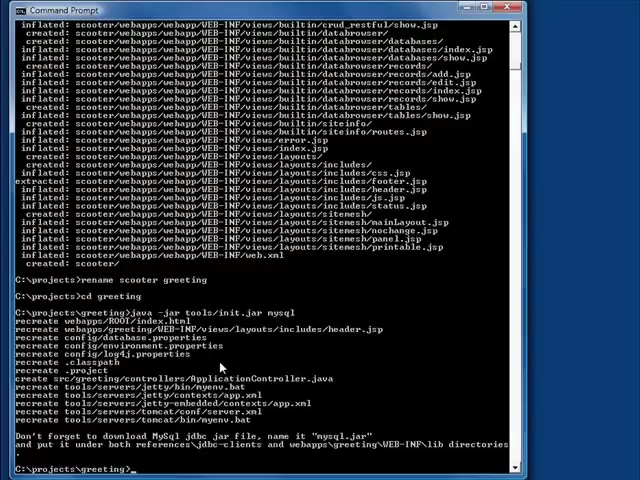 Command Prompt
inflated: scooter/webapps/webapp/WEB-INF/views/builtin/crud_restful/show.jsp
created: scooter/webapps/webapp/WEB-INF/views/builtin/databrowser/
created: scooter/webapps/webapp/WEB-INF/views/builtin/databrowser/databases/
inflated: scooter/webapps/webapp/WEB-INF/views/builtin/databrowser/databases/index.jsp
inflated: scooter/webapps/webapp/WEB-INF/views/builtin/databrowser/databases/show.jsp
created: scooter/webapps/webapp/WEB-INF/views/builtin/databrowser/records/
inflated: scooter/webapps/webapp/WEB-INF/views/builtin/databrowser/records/add.jsp
inflated: scooter/webapps/webapp/WEB-INF/views/builtin/databrowser/records/edit.jsp
inflated: scooter/webapps/webapp/WEB-INF/views/builtin/databrowser/records/index.jsp
inflated: scooter/webapps/webapp/WEB-INF/views/builtin/databrowser/records/show.jsp
created: scooter/webapps/webapp/WEB-INF/views/builtin/databrowser/tables/
inflated: scooter/webapps/webapp/WEB-INF/views/builtin/databrowser/tables/show.jsp
created: scooter/webapps/webapp/WEB-INF/views/builtin/siteinfo/
inflated: scooter/webapps/webapp/WEB-INF/views/builtin/siteinfo/routes.jsp
inflated: scooter/webapps/webapp/WEB-INF/views/error.jsp
inflated: scooter/webapps/webapp/WEB-INF/views/index.jsp
created: scooter/webapps/webapp/WEB-INF/views/layouts/
created: scooter/webapps/webapp/WEB-INF/views/layouts/includes/
inflated: scooter/webapps/webapp/WEB-INF/views/layouts/includes/css.jsp
extracted: scooter/webapps/webapp/WEB-INF/views/layouts/includes/footer.jsp
inflated: scooter/webapps/webapp/WEB-INF/views/layouts/includes/header.jsp
inflated: scooter/webapps/webapp/WEB-INF/views/layouts/includes/js.jsp
inflated: scooter/webapps/webapp/WEB-INF/views/layouts/includes/status.jsp
created: scooter/webapps/webapp/WEB-INF/views/layouts/sitemesh/
inflated: scooter/webapps/webapp/WEB-INF/views/layouts/sitemesh/mainLayout.jsp
inflated: scooter/webapps/webapp/WEB-INF/views/layouts/sitemesh/nochange.jsp
inflated: scooter/webapps/webapp/WEB-INF/views/layouts/sitemesh/panel.jsp
inflated: scooter/webapps/webapp/WEB-INF/views/layouts/sitemesh/printable.jsp
inflated: scooter/webapps/webapp/WEB-INF/web.xml
created: scooter/
C:\projects>rename scooter greeting
C:\projects>cd greeting
C:\projects\greeting>java -jar tools/init.jar mysql
recreate webapps/ROOT/index.html
recreate webapps/greeting/WEB-INF/views/layouts/includes/header.jsp
recreate config/database.properties
recreate config/environment.properties
recreate config/log4j.properties
recreate .classpath
recreate .project
create src/greeting/controllers/ApplicationController.java
recreate tools/servers/jetty/bin/myenv.bat
recreate tools/servers/jetty/contexts/app.xml
recreate tools/servers/jetty-embedded/contexts/app.xml
recreate tools/servers/tomcat/conf/server.xml
recreate tools/servers/tomcat/bin/myenv.bat
Don't forget to download MySql jdbc jar file, name it "mysql.jar"
and put it under both references\jdbc-clients and webapps\greeting\WEB-INF\lib directories
.
C:\projects\greeting>_